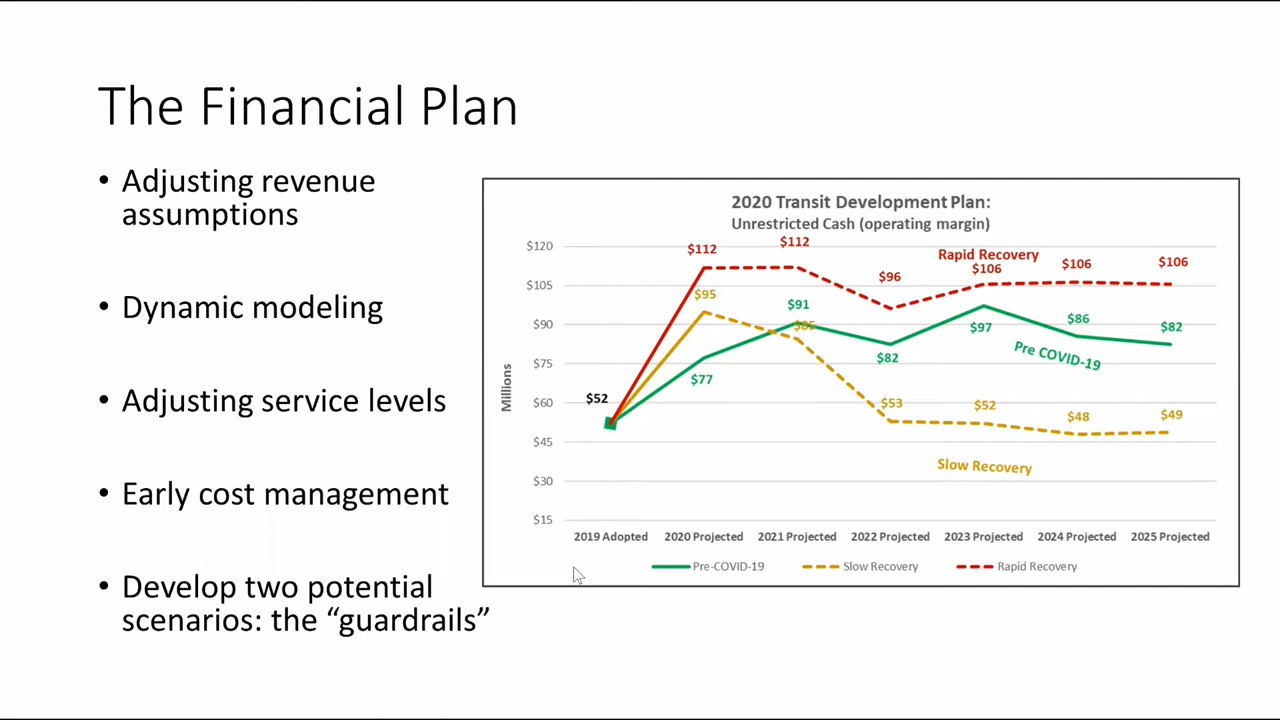 The Financial Plan
• Adjusting revenue
assumptions
• Dynamic modeling
• Adjusting service levels
• Early cost management
• Develop two potential
scenarios: the “guardrails”
2020 Transit Development Plan:
Unrestricted Cash (operating margin)
Millions
$120
$105
$90
$75
$60
$45
$30
$15
$52
$112
$112
$96
Rapid Recovery
$106
$106
$106
$95
$85
$53
$52
$48
$49
Slow Recovery
$77
$91
$82
$97
$86
$82
Pre COVID-19
2019 Adopted 2020 Projected 2021 Projected 2022 Projected 2023 Projected 2024 Projected 2025 Projected
Pre-COVID-19 Slow Recovery Rapid Recovery